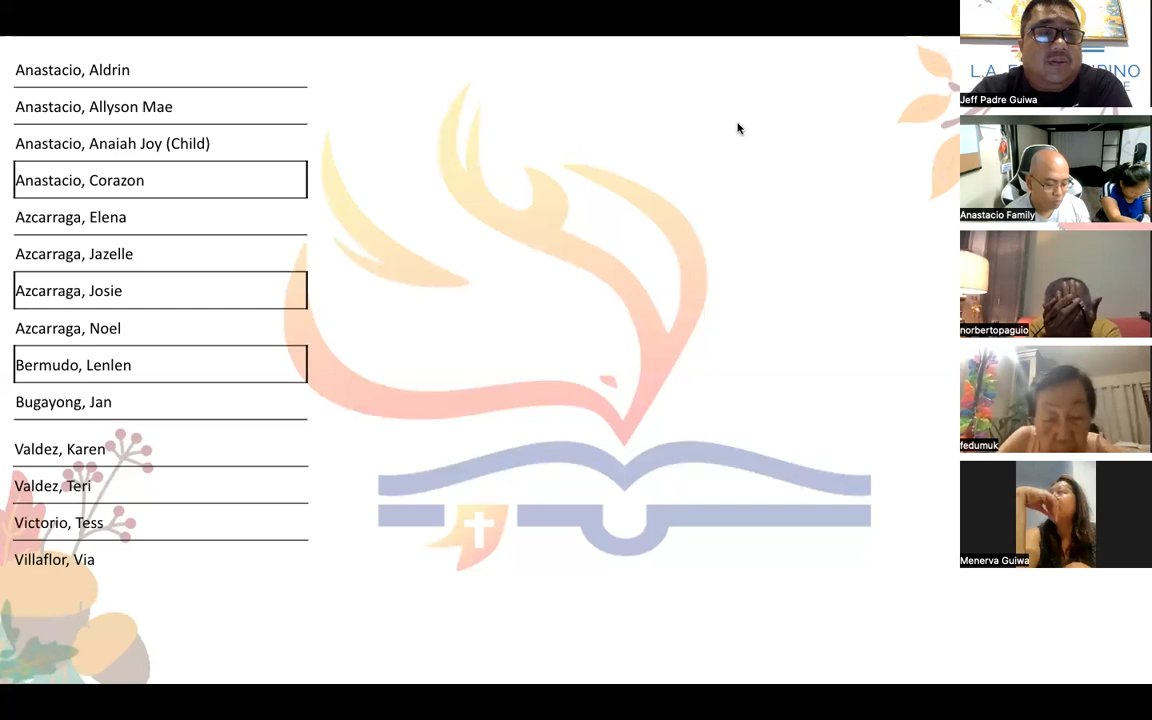 Anastacio, Aldrin
Anastacio, Allyson Mae
Anastacio, Anaiah Joy (Child)
Anastacio, Corazon
Azcarraga, Elena
Azcarraga, Jazelle
Azcarraga, Josie
Azcarraga, Noel
Bermudo, Lenlen
Bugayong, Jan
Valdez, Karen
Valdez, Teri
Victorio, Tess
Villaflor, Via
L.A.
Jeff Padre Guiwa
Anastacio Family
norbertopaguio
fedumuk
Menerva Guiwa